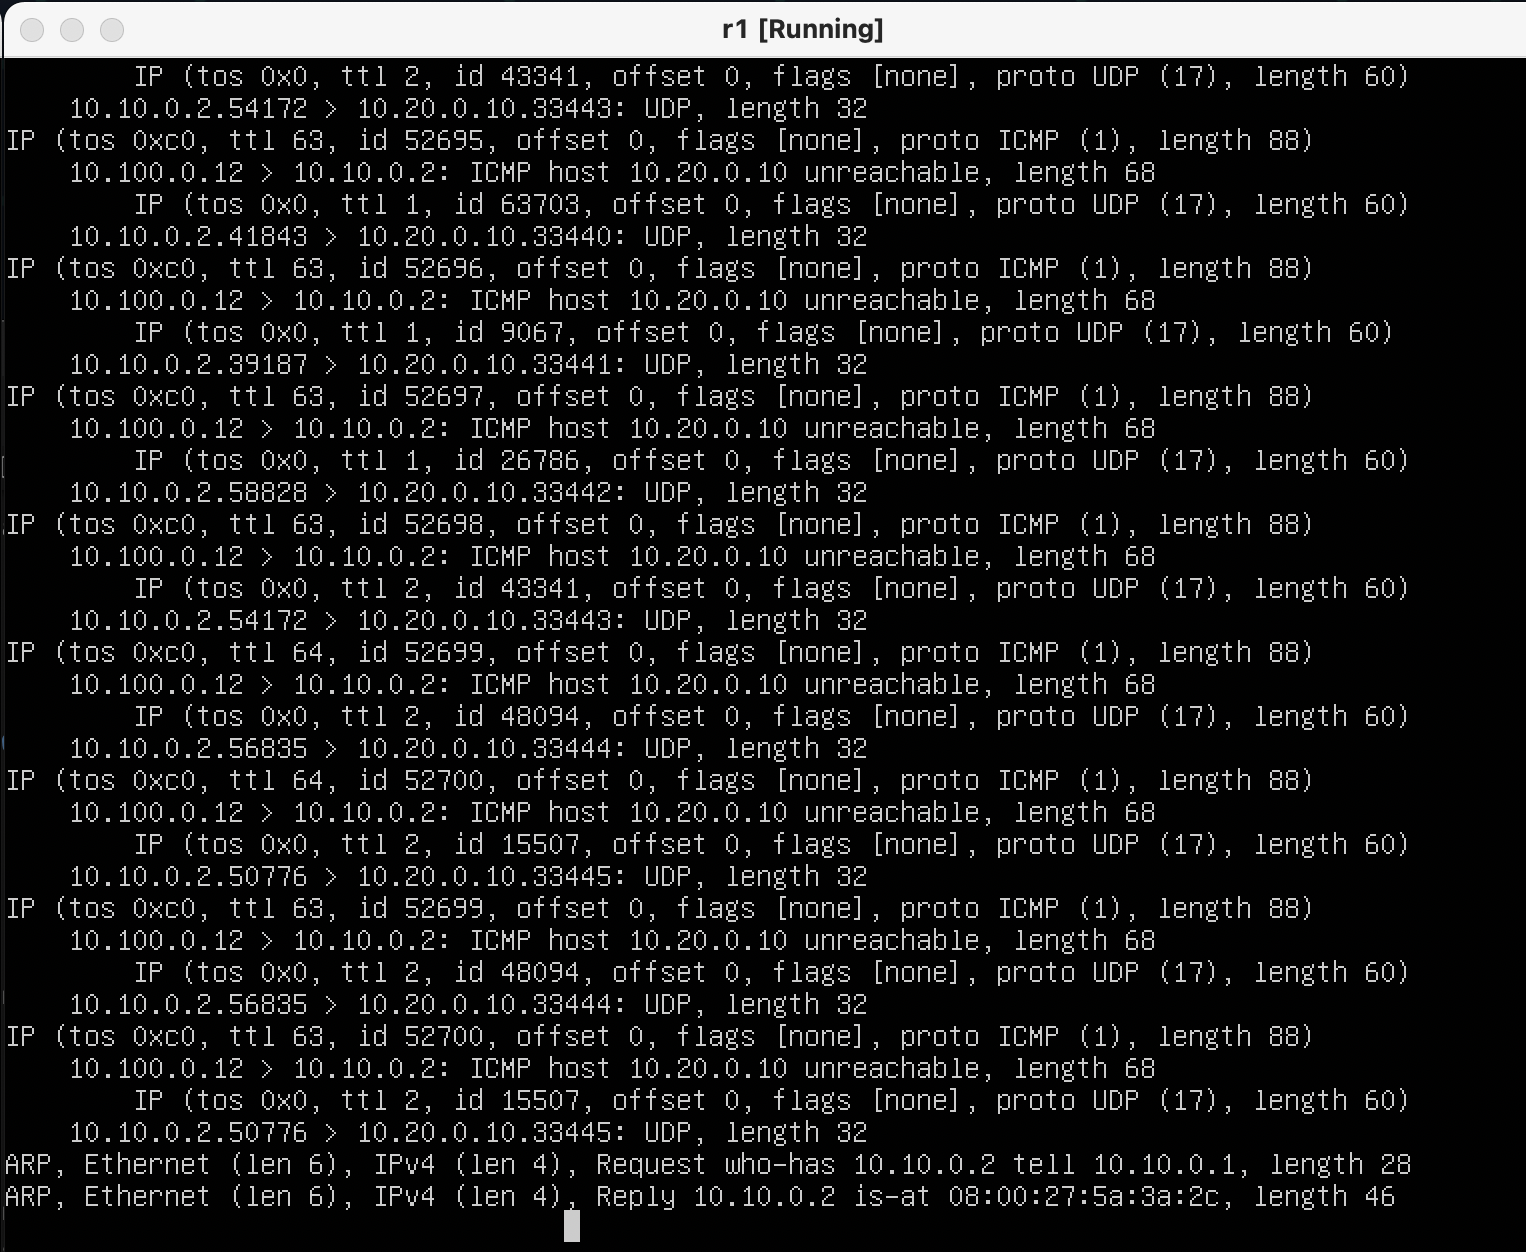 r1 [Running]
IP (tos 0x0, ttl 2, id 43341, offset 0, flags [none], proto UDP (17), length 60)
10.10.0.2.54172 > 10.20.0.10.33443: UDP, length 32
IP (tos 0xc0, ttl 63, id 52695, offset 0, flags [none], proto ICMP (1), length 88)
10.100.0.12 > 10.10.0.2: ICMP host 10.20.0.10 unreachable, length 68
IP (tos 0x0, ttl 1, id 63703, offset 0, flags [none], proto UDP (17), length 60)
10.10.0.2.41843 > 10.20.0.10.33440: UDP, length 32
IP (tos 0xc0, ttl 63, id 52696, offset 0, flags [none], proto ICMP (1), length 88)
10.100.0.12 > 10.10.0.2: ICMP host 10.20.0.10 unreachable, length 68
IP (tos 0x0, ttl 1, id 9067, offset 0, flags [none], proto UDP (17), length 60)
10.10.0.2.39187 > 10.20.0.10.33441: UDP, length 32
IP (tos 0xc0, ttl 63, id 52697, offset 0, flags [none], proto ICMP (1), length 88)
10.100.0.12 > 10.10.0.2: ICMP host 10.20.0.10 unreachable, length 68
IP (tos 0x0, ttl 1, id 26786, offset 0, flags [none], proto UDP (17), length 60)
10.10.0.2.58828 > 10.20.0.10.33442: UDP, length 32
IP (tos 0xc0, ttl 63, id 52698, offset 0, flags [none], proto ICMP (1), length 88)
10.100.0.12 > 10.10.0.2: ICMP host 10.20.0.10 unreachable, length 68
IP (tos 0x0, ttl 2, id 43341, offset 0, flags [none], proto UDP (17), length 60)
10.10.0.2.54172 > 10.20.0.10.33443: UDP, length 32
IP (tos 0xc0, ttl 64, id 52699, offset 0, flags [none], proto ICMP (1), length 88)
10.100.0.12 > 10.10.0.2: ICMP host 10.20.0.10 unreachable, length 68
IP (tos 0x0, ttl 2, id 48094, offset 0, flags [none], proto UDP (17), length 60)
10.10.0.2.56835 > 10.20.0.10.33444: UDP, length 32
IP (tos 0xc0, ttl 64, id 52700, offset 0, flags [none], proto ICMP (1), length 88)
10.100.0.12 > 10.10.0.2: ICMP host 10.20.0.10 unreachable, length 68
IP (tos 0x0, ttl 2, id 15507, offset 0, flags [none], proto UDP (17), length 60)
10.10.0.2.50776 > 10.20.0.10.33445: UDP, length 32
IP (tos 0xc0, ttl 63, id 52699, offset 0, flags [none], proto ICMP (1), length 88)
10.100.0.12 > 10.10.0.2: ICMP host 10.20.0.10 unreachable, length 68
IP (tos 0x0, ttl 2, id 48094, offset 0, flags [none], proto UDP (17), length 60)
10.10.0.2.56835 > 10.20.0.10.33444: UDP, length 32
IP (tos 0xc0, ttl 63, id 52700, offset 0, flags [none], proto ICMP (1), length 88)
10.100.0.12 > 10.10.0.2: ICMP host 10.20.0.10 unreachable, length 68
IP (tos 0x0, ttl 2, id 15507, offset 0, flags [none], proto UDP (17), length 60)
10.10.0.2.50776 > 10.20.0.10.33445: UDP, length 32
ARP, Ethernet (len 6), IPv4 (len 4), Request who-has 10.10.0.2 tell 10.10.0.1, length 28
ARP, Ethernet (len 6), IPv4 (len 4), Reply 10.10.0.2 is-at 08:00:27:5a:3a:2c, length 46